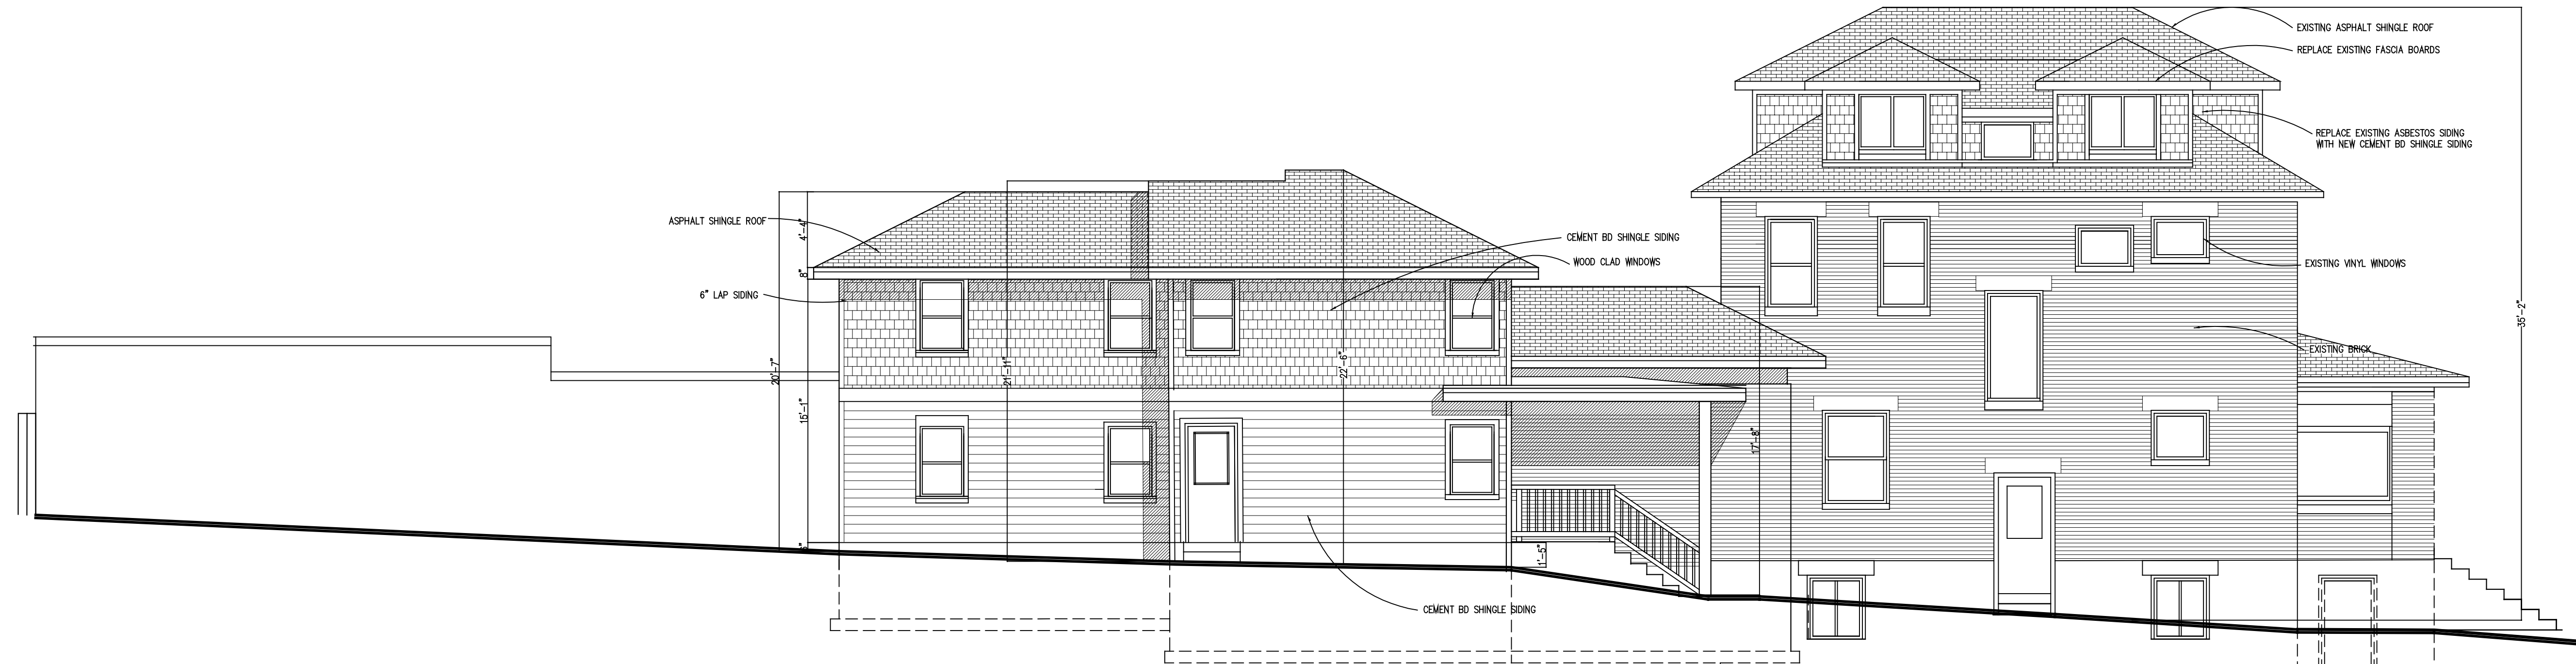 EXISTING ASPHALT SHINGLE ROOF
REPLACE EXISTING FASCIA BOARDS
REPLACE EXISTING ASBESTOS SIDING
WITH NEW CEMENT BD SHINGLE SIDING
ASPHALT SHINGLE ROOF
4'-4"
CEMENT BD SHINGLE SIDING
WOOD CLAD WINDOWS
EXISTING VINYL WINDOWS
8"
6" LAP SIDING
35'-2"
EXISTING BRICK
20'-7"
21'-11"
22'-6"
15'-1"
17'-8"
1'-5"
CEMENT BD SHINGLE SIDING